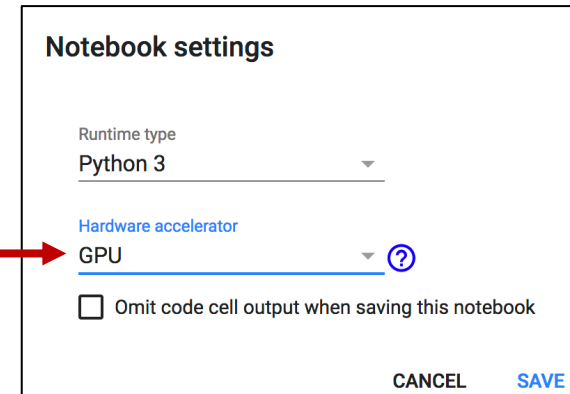 Notebook settings
Runtime type
Python 3
Hardware accelerator
GPU
?
Omit code cell output when saving this notebook
CANCEL SAVE